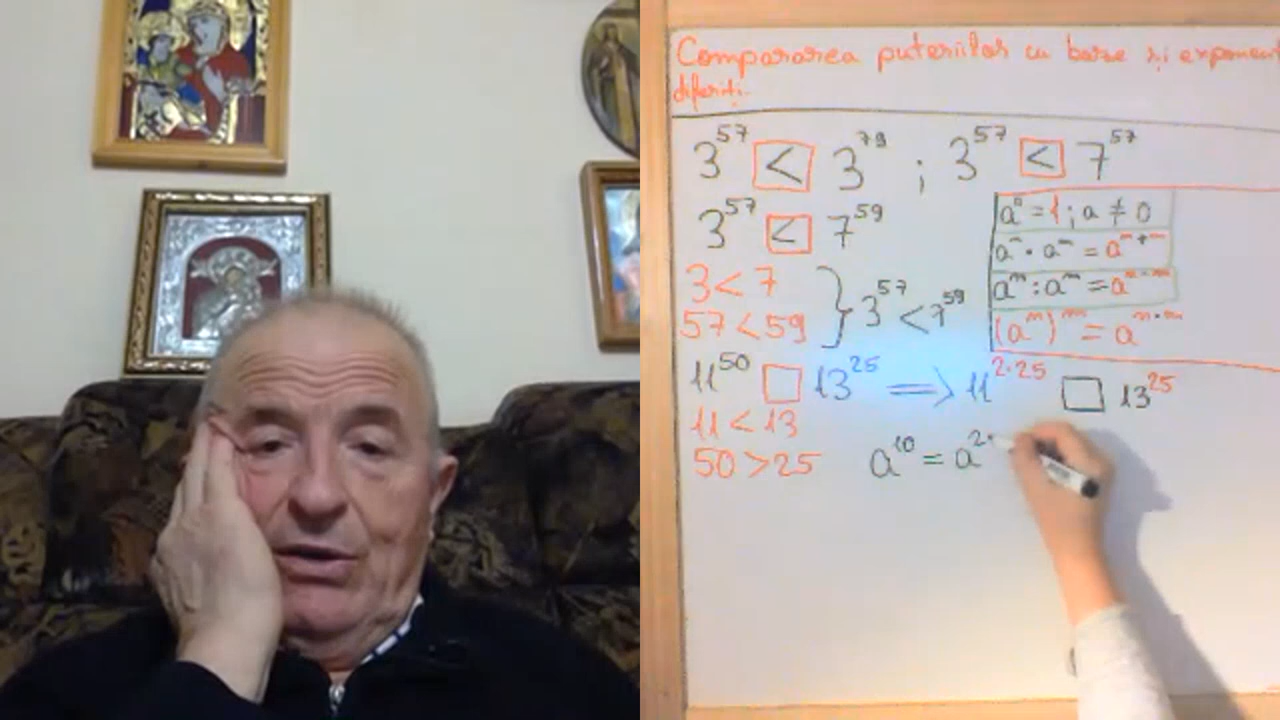 Compararea puteriilor cu baze și exponenți
diferiți.
3^57 < 3^79 ; 3^57 < 7^57
3^57 < 7^59
3 < 7
57 < 59
} 3^57 < 7^59
a^0 = 1 ; a ≠ 0
a^n · a^m = a^m+n
a^m : a^m = a^n-m
(a^n)^m = a^n·m
11^50 □ 13^25 ⟹ 11^2·25 □ 13^25
11 < 13
50 > 25
a^10 = a^2·